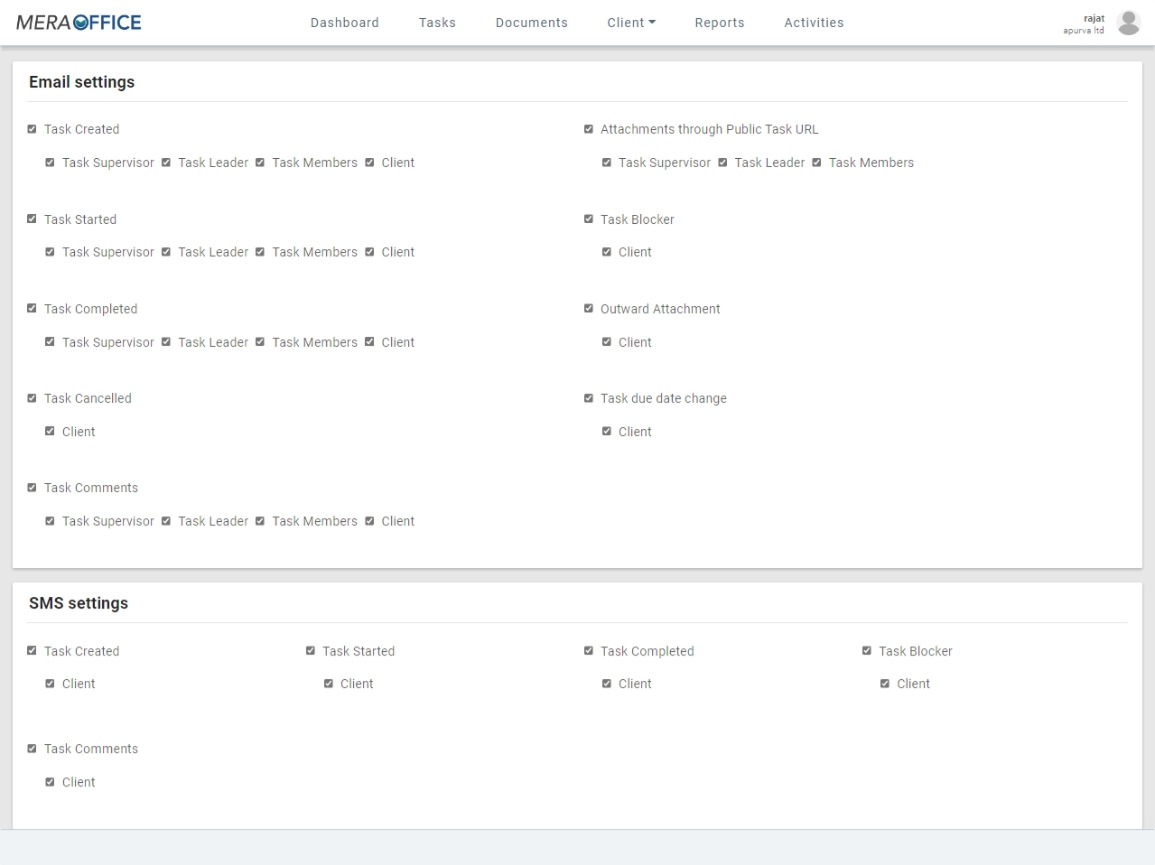 MERAOFFICE
Dashboard Tasks Documents Client Reports Activities
rajat
apurva ltd
Email settings
Task Created
Task Supervisor Task Leader Task Members Client
Attachments through Public Task URL
Task Supervisor Task Leader Task Members
Task Started
Task Supervisor Task Leader Task Members Client
Task Blocker
Client
Task Completed
Task Supervisor Task Leader Task Members Client
Outward Attachment
Client
Task Cancelled
Client
Task due date change
Client
Task Comments
Task Supervisor Task Leader Task Members Client
SMS settings
Task Created
Client
Task Started
Client
Task Completed
Client
Task Blocker
Client
Task Comments
Client